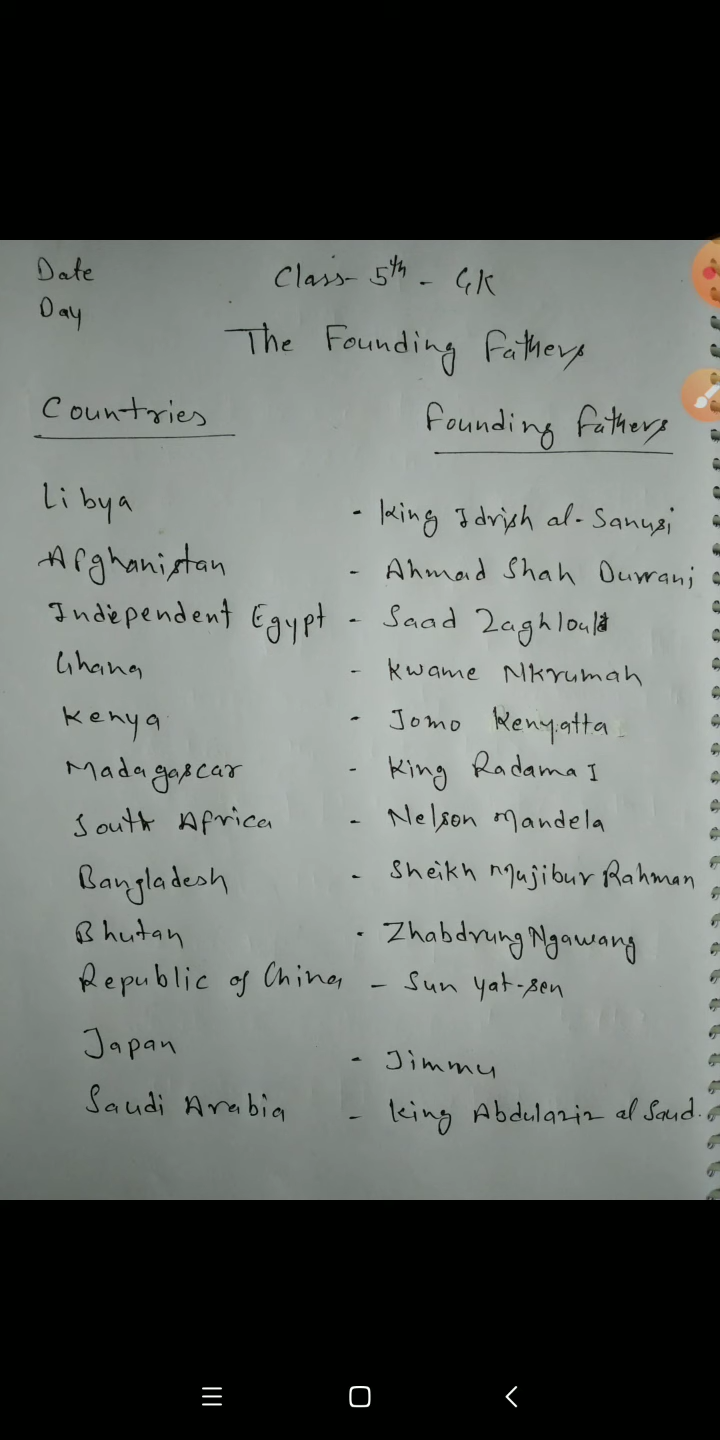 Date
Class - 5th - GK
Day
The Founding Fathers
Countries
Founding Fathers
Libya - King Idrish al-Sanusi
Afghanistan - Ahmad Shah Durrani
Independent Egypt - Saad Zaghloul
Ghana - Kwame Nkrumah
Kenya - Jomo Kenyatta
Madagascar - King Radama I
South Africa - Nelson Mandela
Bangladesh - Sheikh Mujibur Rahman
Bhutan - Zhabdrung Ngawang
Republic of China - Sun Yat-sen
Japan - Jimmu
Saudi Arabia - King Abdulaziz al Saud.